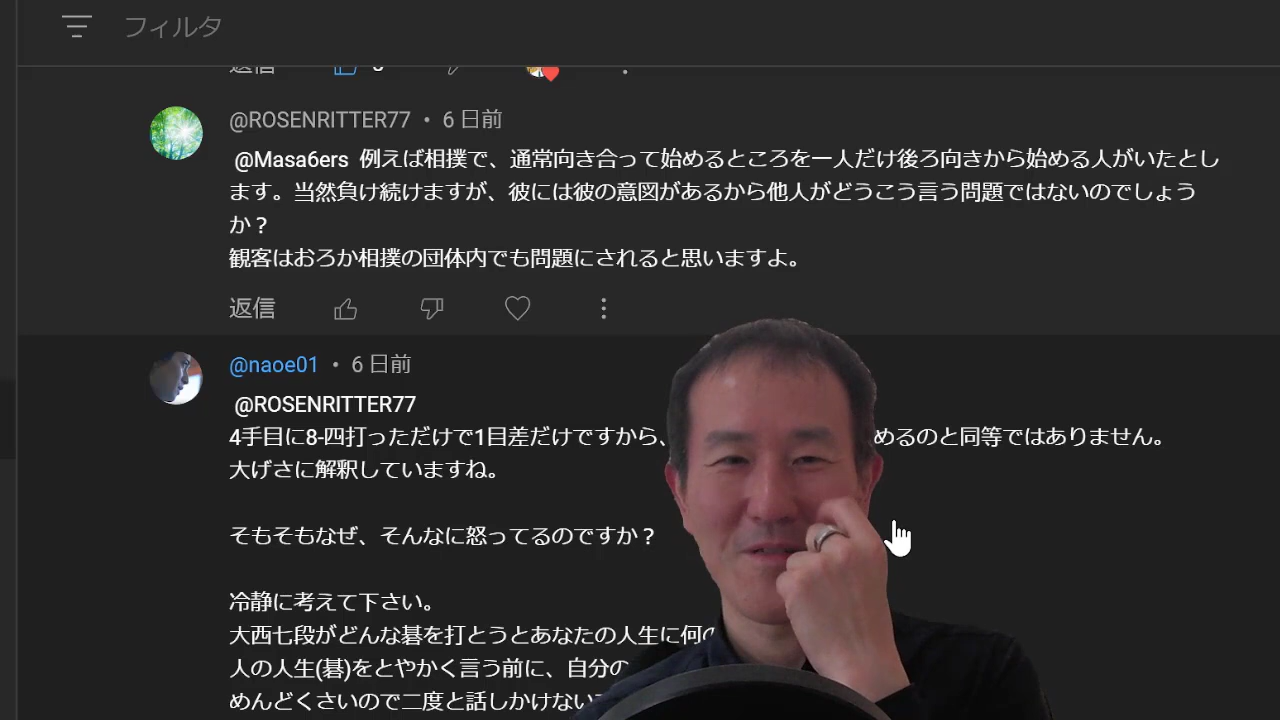 フィルタ
返信
@ROSENRITTER77 • 6 日前
@Masa6ers 例えば相撲で、通常向き合って始めるところを一人だけ後ろ向きから始める人がいたとし
ます。当然負け続けますが、彼には彼の意図があるから他人がどうこう言う問題ではないのでしょう
か？
観客はおろか相撲の団体内でも問題にされると思いますよ。
返信
@naoe01 • 6 日前
@ROSENRITTER77
4手目に8-四打っただけで1目差だけですから、 めるのと同等ではありません。
大げさに解釈していますね。
そもそもなぜ、そんなに怒ってるのですか？
冷静に考えて下さい。
大西七段がどんな碁を打とうとあなたの人生に何の
人の人生(碁)をとやかく言う前に、自分の
めんどくさいので二度と話しかけない